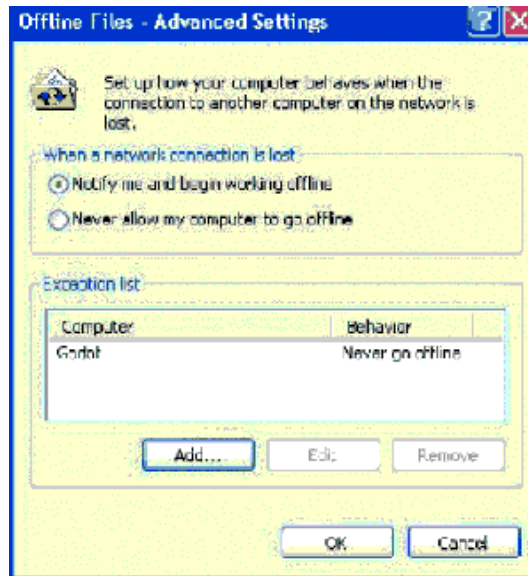 Offline Files - Advanced Settings
Set up how your computer behaves when the
connection to another computer on the network is
lost.
When a network connection is lost
Notify me and begin working offline
Never allow my computer to go offline
Exception list
Computer Behavior
Godot Never go offline
Add... Edit Remove
OK Cancel